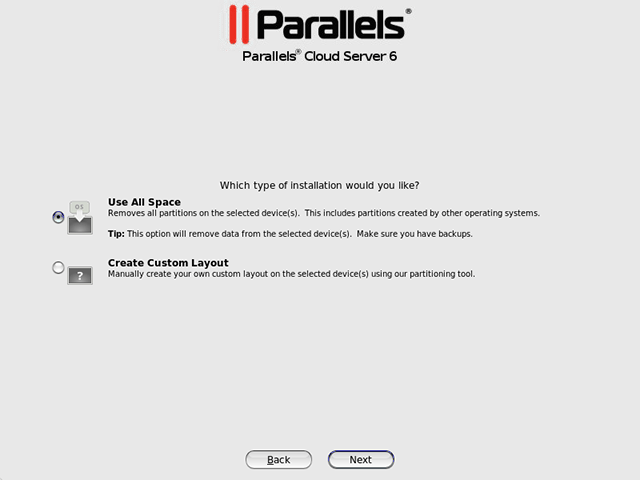 Parallels®
Parallels® Cloud Server 6
Which type of installation would you like?
OS
Use All Space
Removes all partitions on the selected device(s). This includes partitions created by other operating systems.
Tip: This option will remove data from the selected device(s). Make sure you have backups.
Create Custom Layout
?
Manually create your own custom layout on the selected device(s) using our partitioning tool.
Back
Next